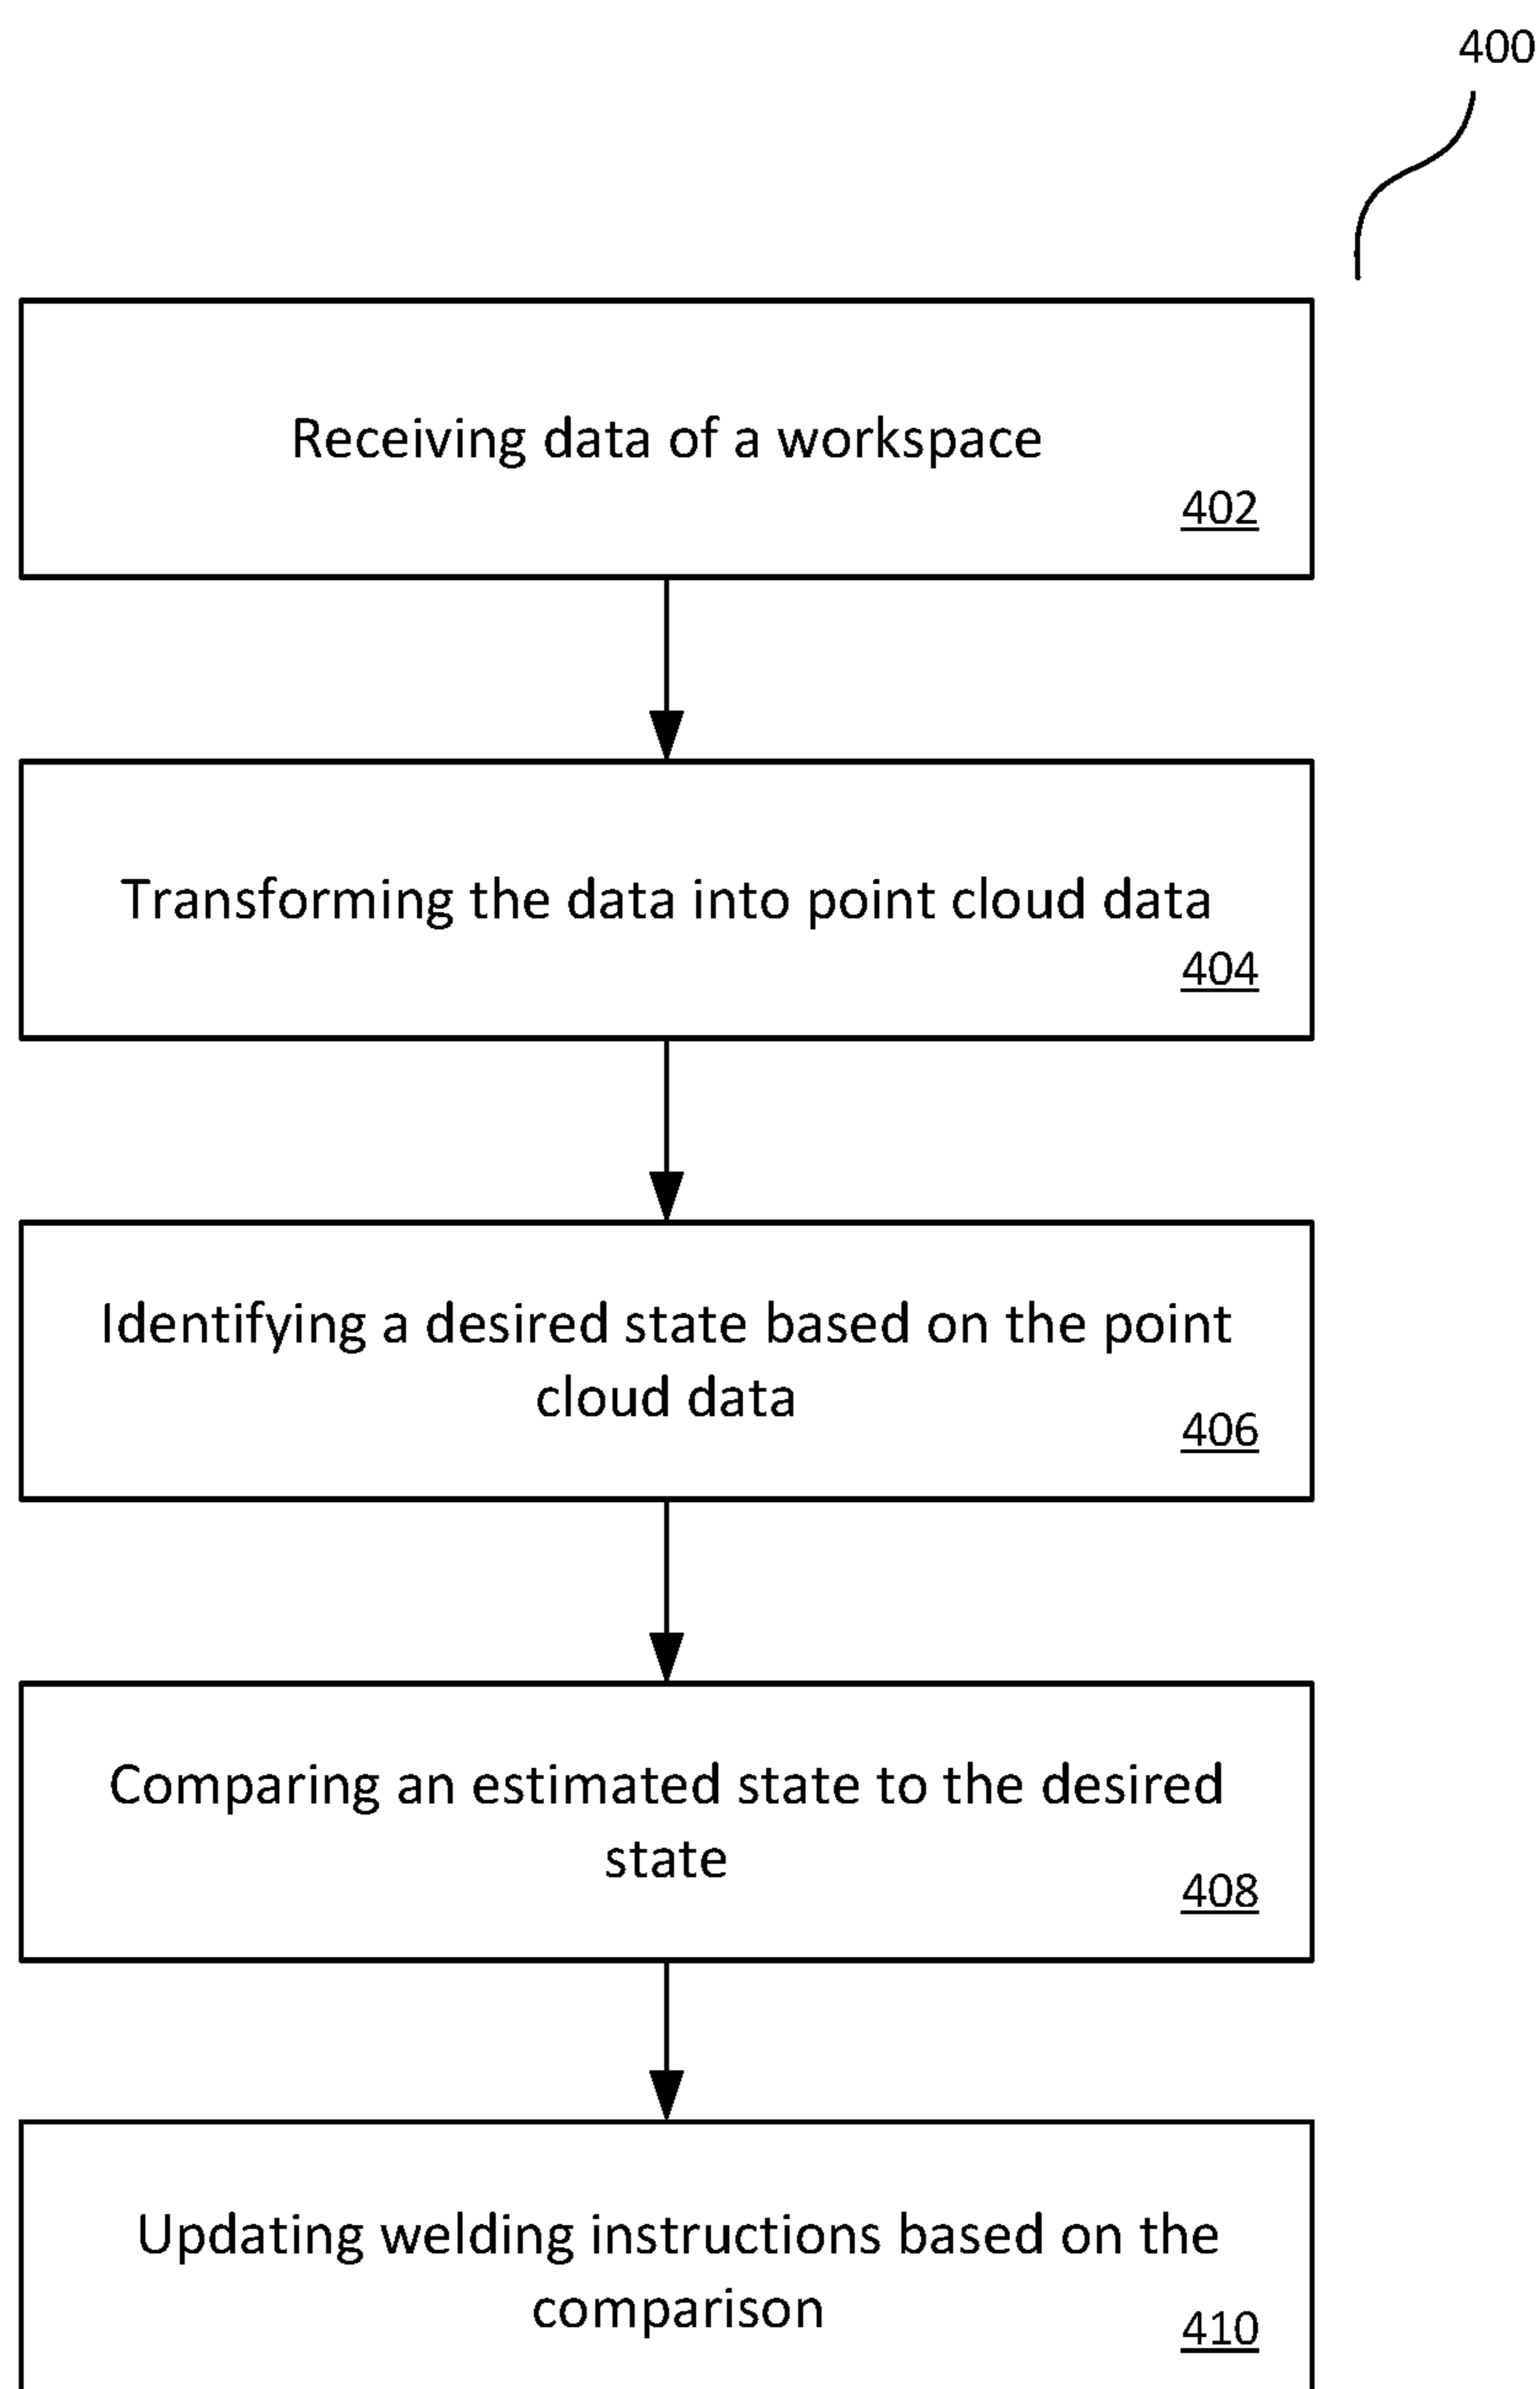 400
Receiving data of a workspace
402
Transforming the data into point cloud data
404
Identifying a desired state based on the point
cloud data
406
Comparing an estimated state to the desired
state
408
Updating welding instructions based on the
comparison
410